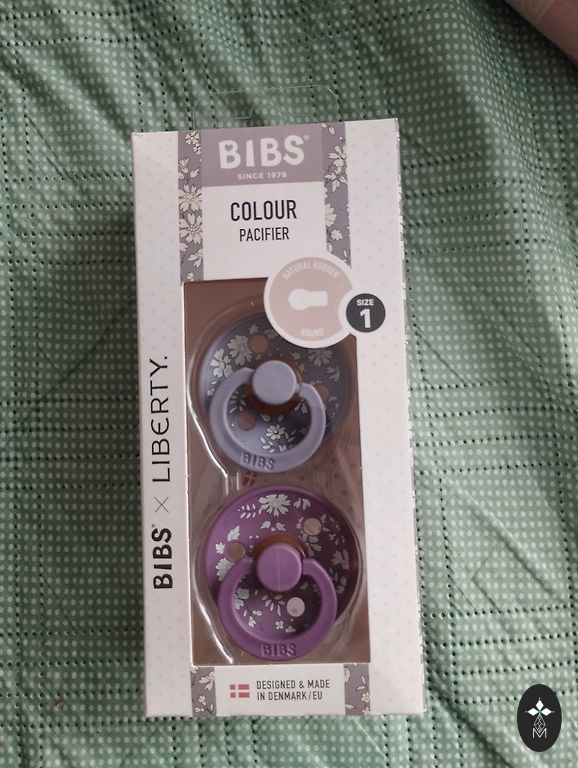 BIBS®
SINCE 1978
COLOUR
PACIFIER
NATURAL RUBBER
ROUND
SIZE
1
BIBS
BIBS
BIBS® × LIBERTY.
DESIGNED & MADE
IN DENMARK/EU
M